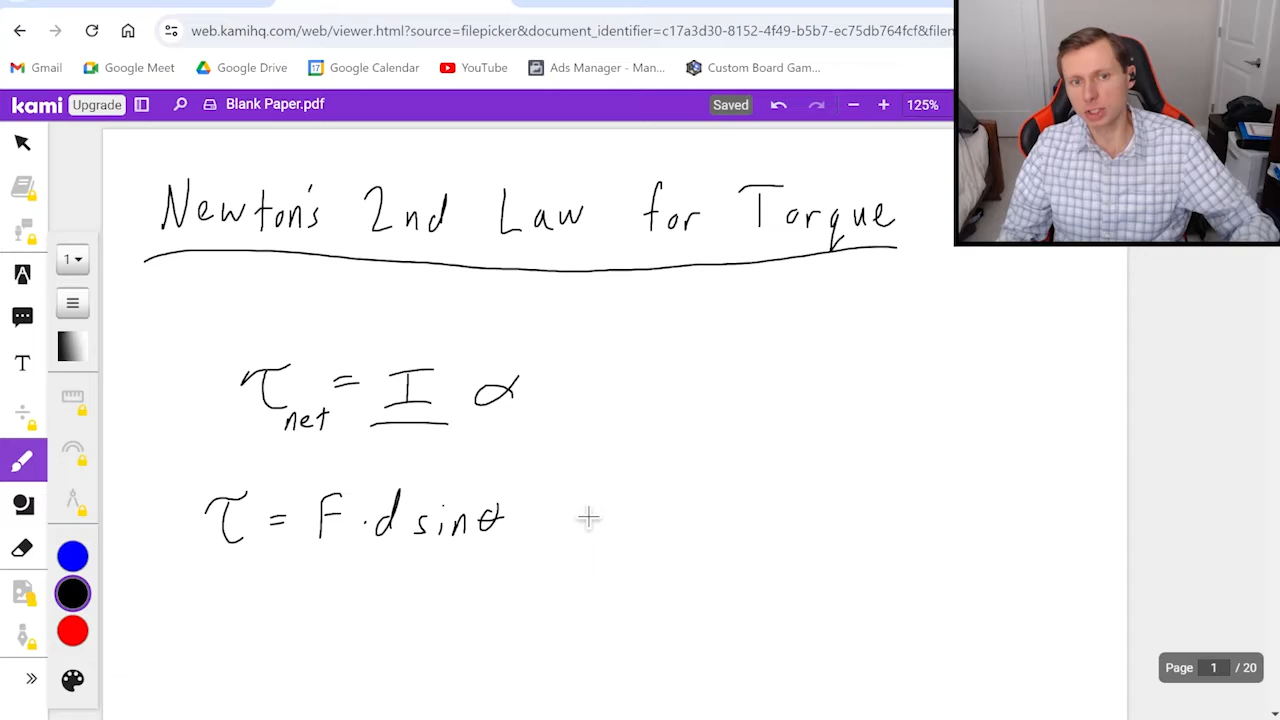 web.kamihq.com/web/viewer.html?source=filepicker&document_identifier=c17a3d30-8152-4f49-b5b7-ec75db764fcf&filen
Gmail Google Meet Google Drive 17 Google Calendar YouTube Ads Manager - Man... Custom Board Gam...
kami Upgrade Blank Paper.pdf Saved 125%
Newton's 2nd Law for Torque
1
A
T
τnet = I α
τ = F · d sinθ
Page 1 / 20